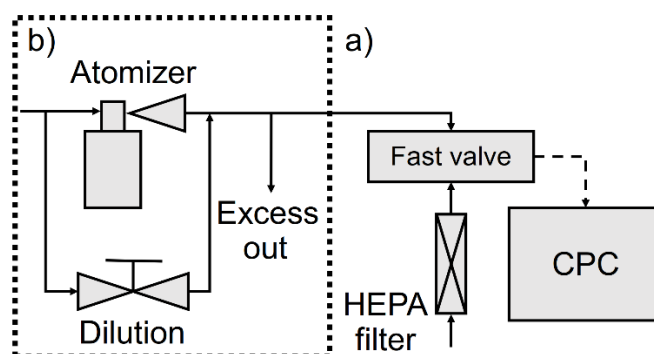 b)
a)
Atomizer
Fast valve
Excess
out
CPC
HEPA
filter
Dilution